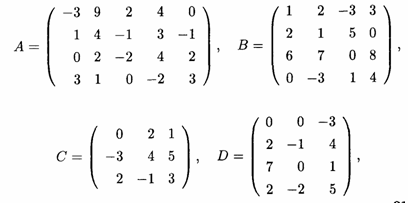 A = ( -3 9 2 4 0
1 4 -1 3 -1
0 2 -2 4 2
3 1 0 -2 3 ),
B = ( 1 2 -3 3
2 1 5 0
6 7 0 8
0 -3 1 4 ),
C = ( 0 2 1
-3 4 5
2 -1 3 ),
D = ( 0 0 -3
2 -1 4
7 0 1
2 -2 5 ),